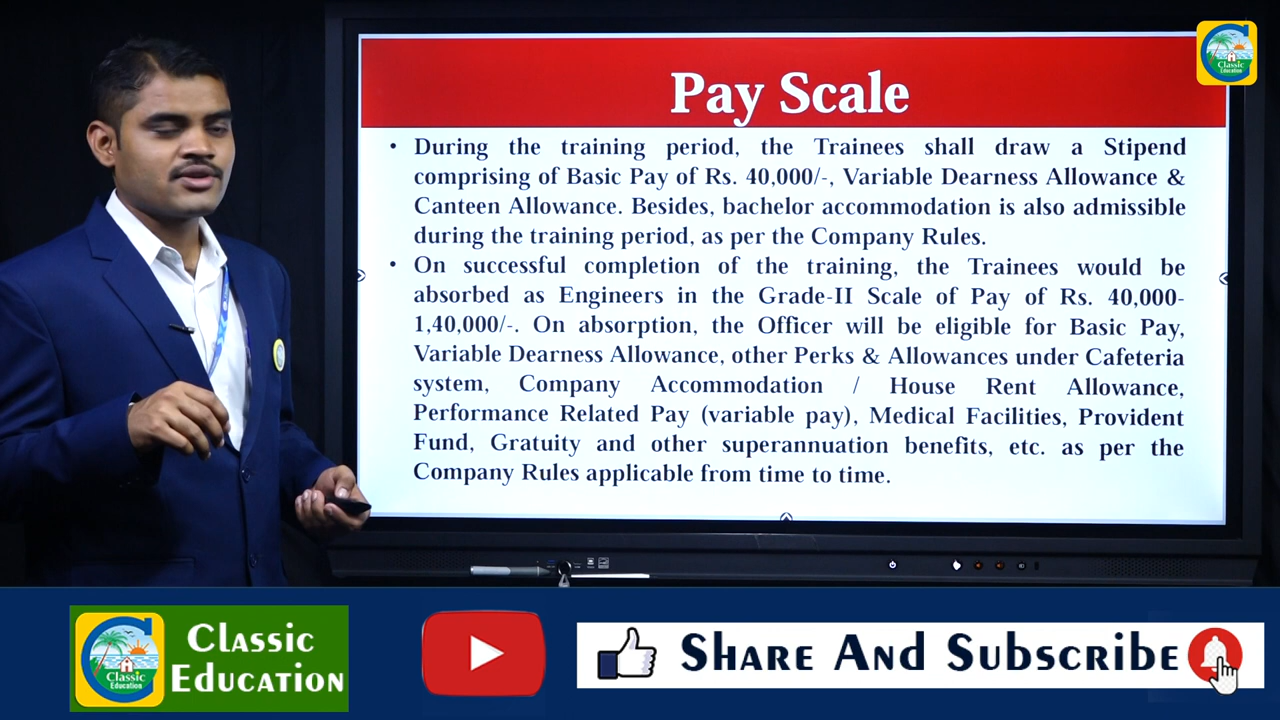 Classic
Education
Pay Scale
• During the training period, the Trainees shall draw a Stipend
comprising of Basic Pay of Rs. 40,000/-, Variable Dearness Allowance &
Canteen Allowance. Besides, bachelor accommodation is also admissible
during the training period, as per the Company Rules.
• On successful completion of the training, the Trainees would be
absorbed as Engineers in the Grade-II Scale of Pay of Rs. 40,000-
1,40,000/-. On absorption, the Officer will be eligible for Basic Pay,
Variable Dearness Allowance, other Perks & Allowances under Cafeteria
system, Company Accommodation / House Rent Allowance,
Performance Related Pay (variable pay), Medical Facilities, Provident
Fund, Gratuity and other superannuation benefits, etc. as per the
Company Rules applicable from time to time.
Classic
Education
Classic
Education
Share And Subscribe